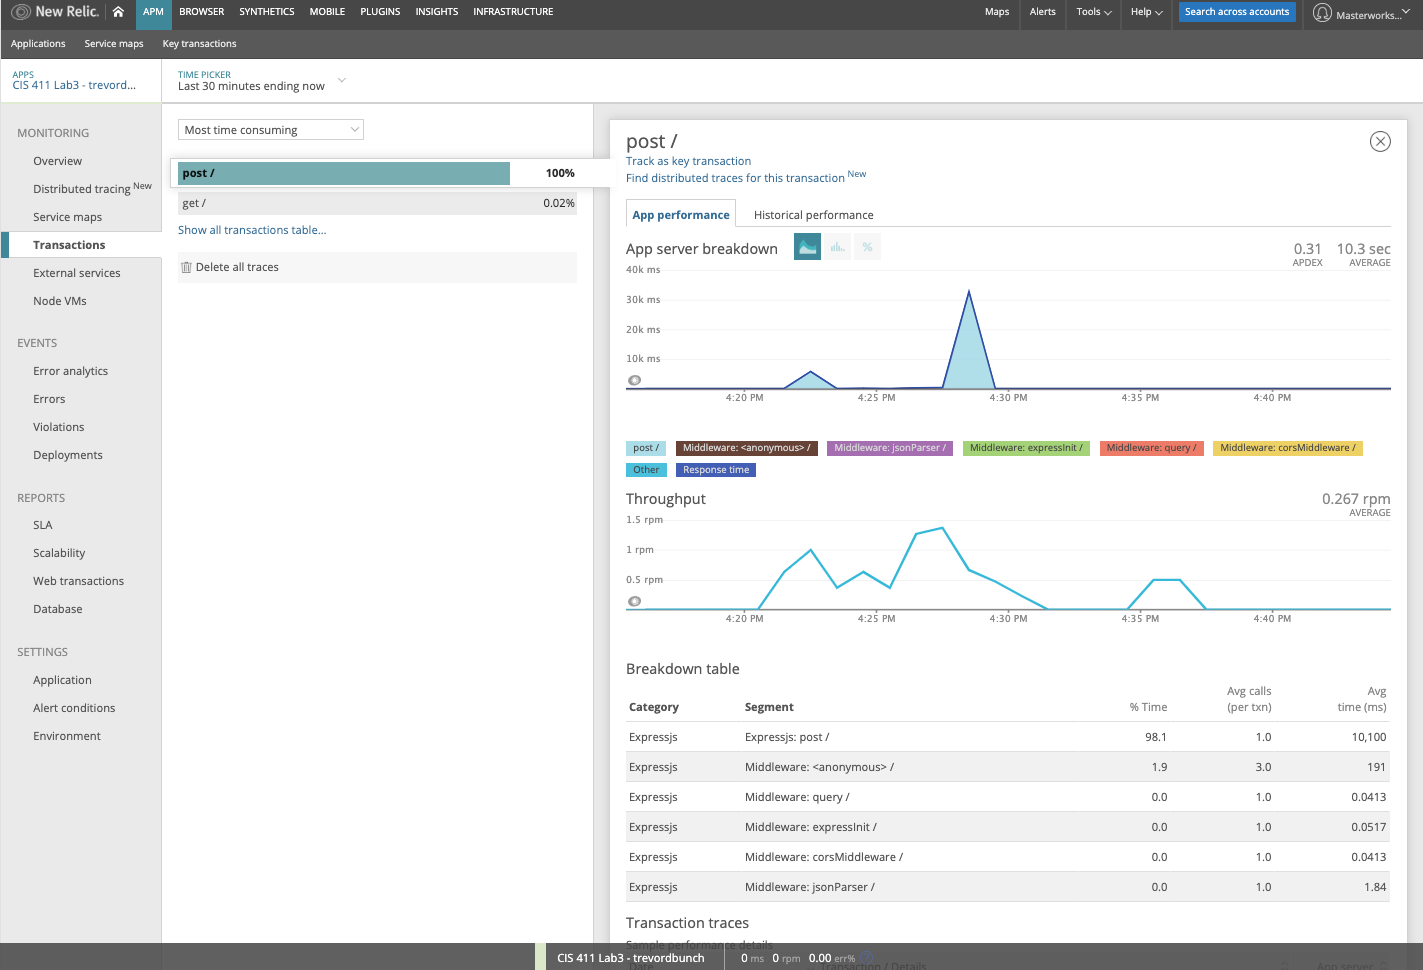 New Relic. APM BROWSER SYNTHETICS MOBILE PLUGINS INSIGHTS INFRASTRUCTURE Maps Alerts Tools Help Search across accounts Masterworks...
Applications Service maps Key transactions
APPS
CIS 411 Lab3 - trevord...
TIME PICKER
Last 30 minutes ending now
MONITORING
Overview
Distributed tracing New
Service maps
Transactions
External services
Node VMs
EVENTS
Error analytics
Errors
Violations
Deployments
REPORTS
SLA
Scalability
Web transactions
Database
SETTINGS
Application
Alert conditions
Environment
Most time consuming
post / 100%
get / 0.02%
Show all transactions table...
Delete all traces
post /
Track as key transaction
Find distributed traces for this transaction New
App performance Historical performance
App server breakdown % 0.31 10.3 sec
APDEX AVERAGE
40k ms
30k ms
20k ms
10k ms
4:20 PM 4:25 PM 4:30 PM 4:35 PM 4:40 PM
post / Middleware: <anonymous> / Middleware: jsonParser / Middleware: expressInit / Middleware: query / Middleware: corsMiddleware /
Other Response time
Throughput 0.267 rpm
AVERAGE
1.5 rpm
1 rpm
0.5 rpm
4:20 PM 4:25 PM 4:30 PM 4:35 PM 4:40 PM
Breakdown table
Category Segment % Time Avg calls (per txn) Avg time (ms)
Expressjs Expressjs: post / 98.1 1.0 10,100
Expressjs Middleware: <anonymous> / 1.9 3.0 191
Expressjs Middleware: query / 0.0 1.0 0.0413
Expressjs Middleware: expressInit / 0.0 1.0 0.0517
Expressjs Middleware: corsMiddleware / 0.0 1.0 0.0413
Expressjs Middleware: jsonParser / 0.0 1.0 1.84
Transaction traces
Sample performance details
CIS 411 Lab3 - trevordbunch 0 ms 0 rpm 0.00 err%
Date Transaction / Details App server